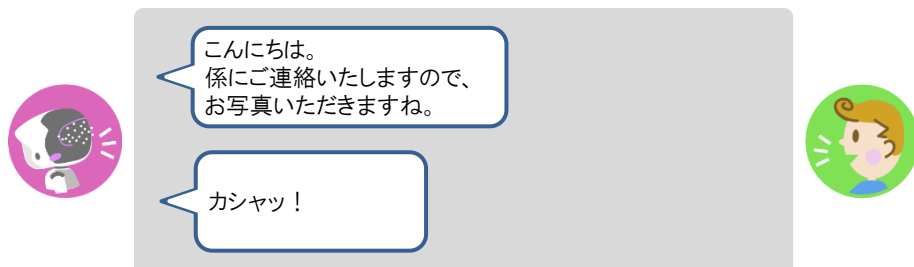 こんにちは。
係にご連絡いたしますので、
お写真いただきますね。
カシャッ！